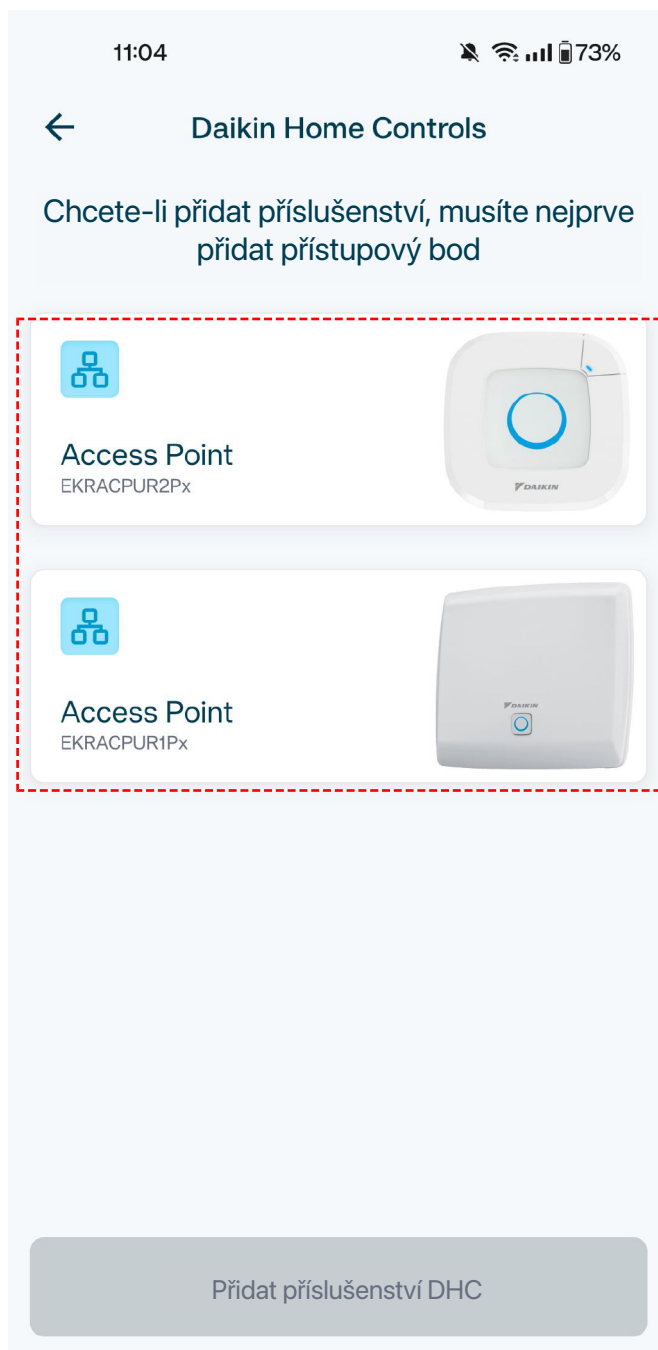 11:04
73%
Daikin Home Controls
Chcete-li přidat příslušenství, musíte nejprve
přidat přístupový bod
Access Point
EKRACPUR2Px
DAIKIN
Access Point
EKRACPUR1Px
DAIKIN
Přidat příslušenství DHC